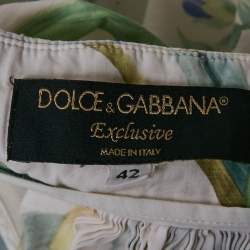 DOLCE & GABBANA®
Exclusive
MADE IN ITALY
42